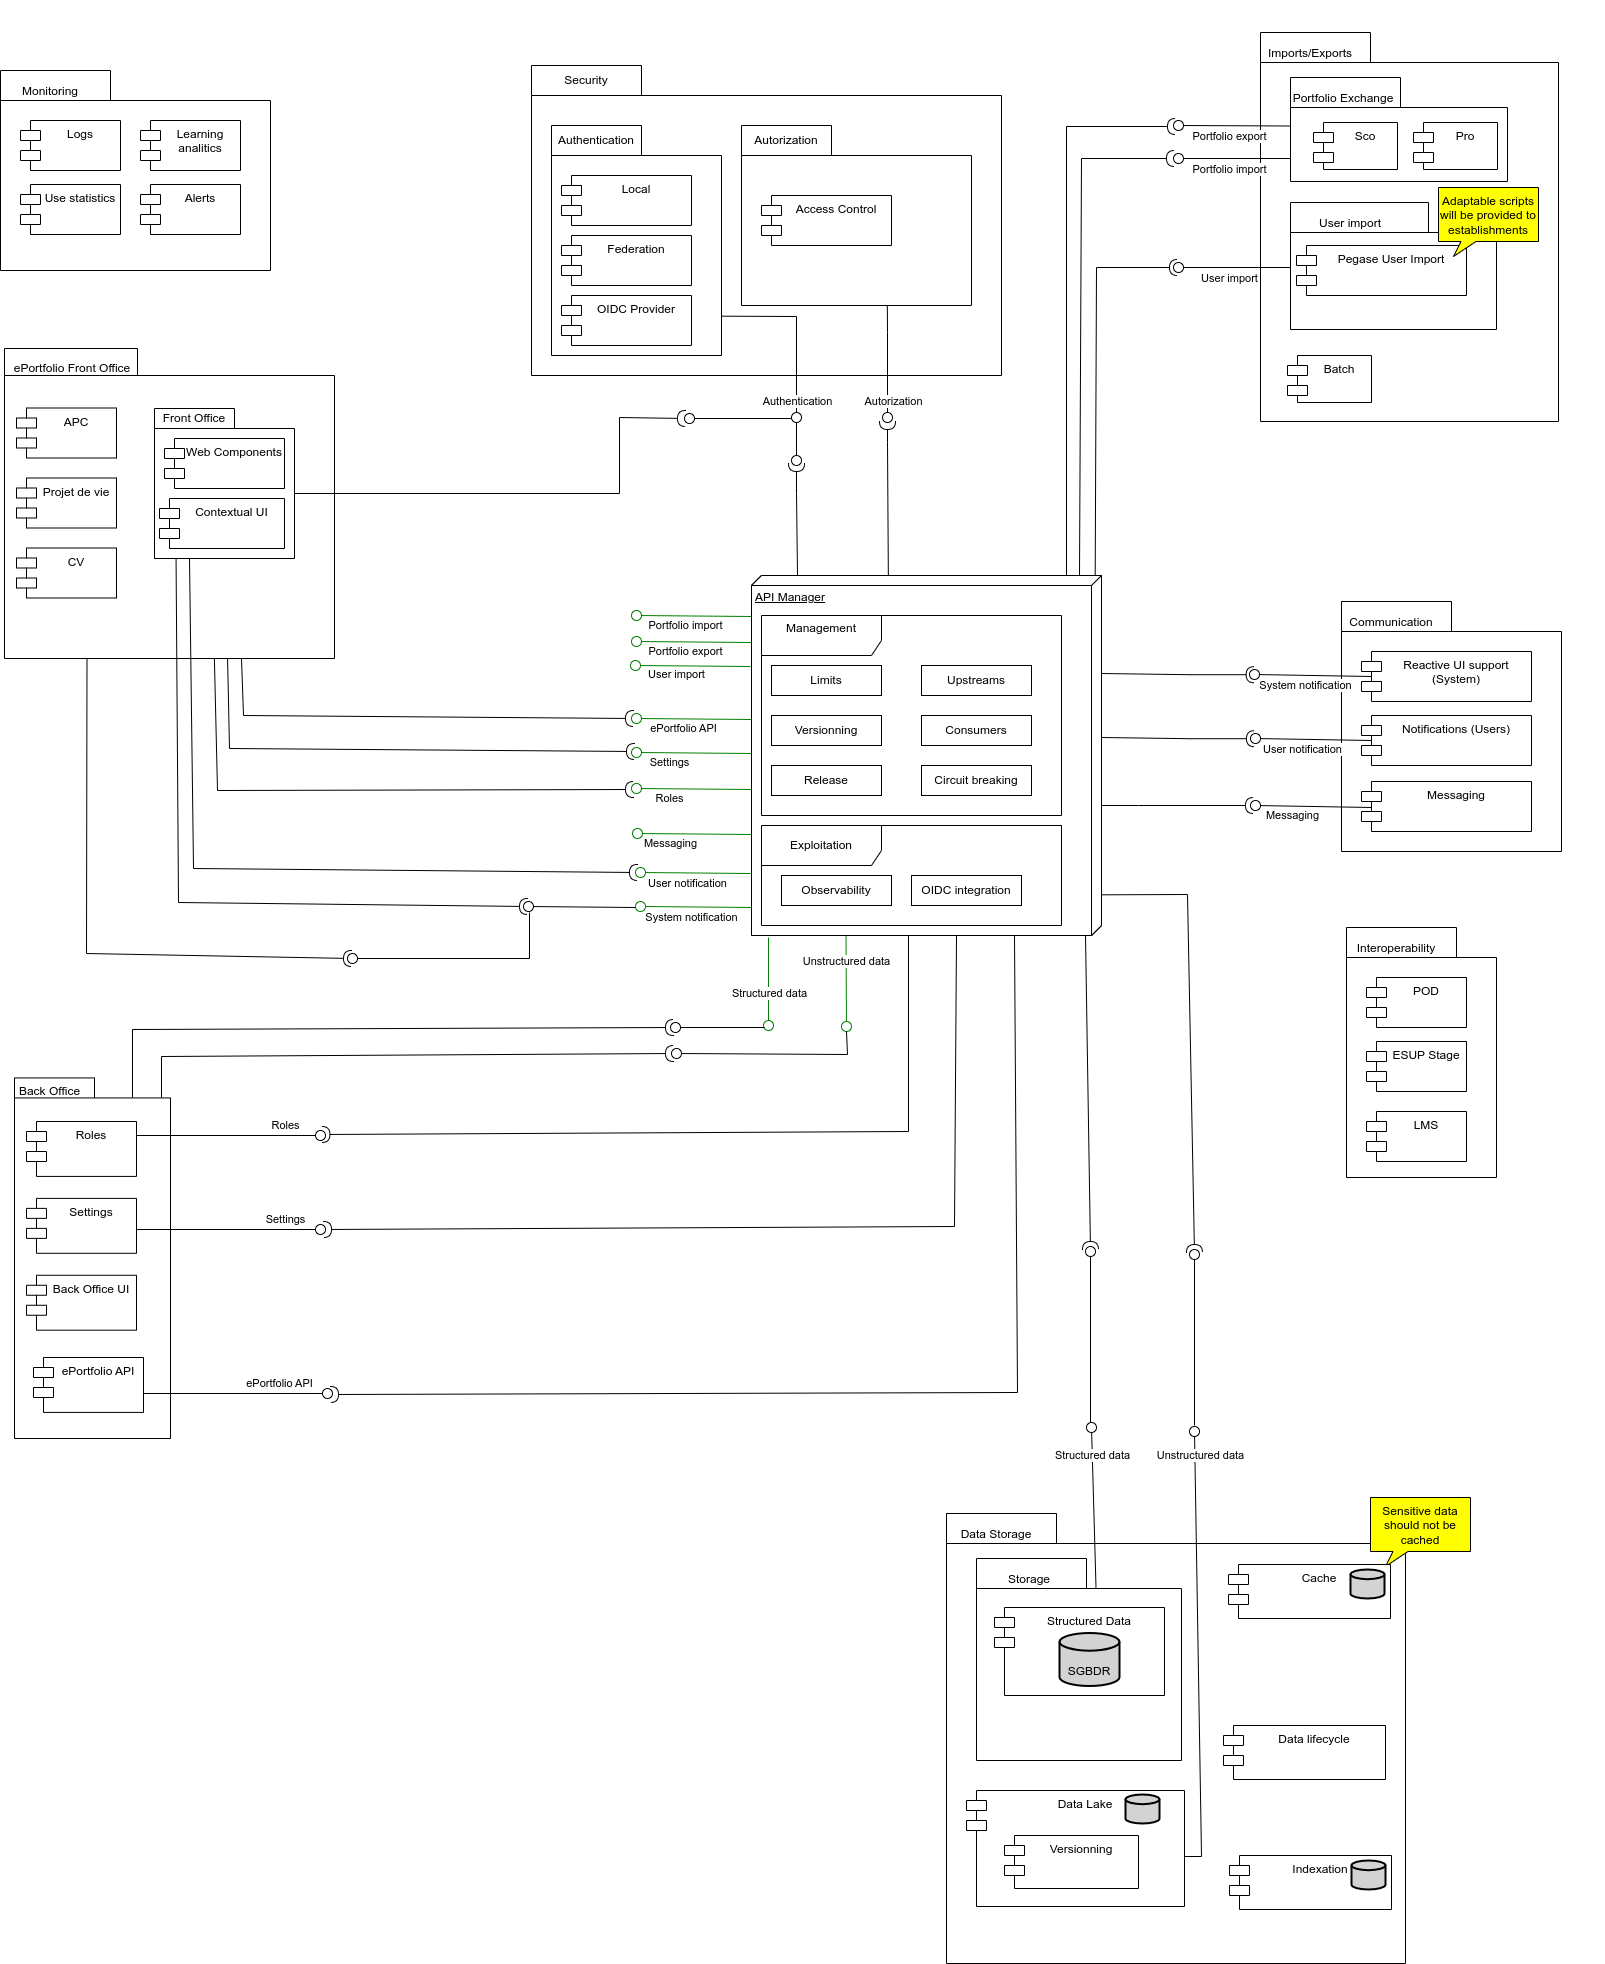 Monitoring
Logs
Learning
analitics
Use statistics
Alerts
Security
Authentication
Local
Federation
OIDC Provider
Autorization
Access Control
Authentication
Autorization
Imports/Exports
Portfolio Exchange
Sco
Pro
Portfolio export
Portfolio import
Adaptable scripts
will be provided to
establishments
User import
Pegase User Import
User import
Batch
ePortfolio Front Office
APC
Projet de vie
CV
Front Office
Web Components
Contextual UI
API Manager
Management
Limits
Upstreams
Versionning
Consumers
Release
Circuit breaking
Exploitation
Observability
OIDC integration
Portfolio import
Portfolio export
User import
ePortfolio API
Settings
Roles
Messaging
User notification
System notification
Unstructured data
Structured data
Communication
Reactive UI support
(System)
Notifications (Users)
Messaging
System notification
User notification
Messaging
Interoperability
POD
ESUP Stage
LMS
Back Office
Roles
Settings
Back Office UI
ePortfolio API
Roles
Settings
ePortfolio API
Structured data
Unstructured data
Data Storage
Storage
Structured Data
SGBDR
Sensitive data
should not be
cached
Cache
Data lifecycle
Data Lake
Versionning
Indexation